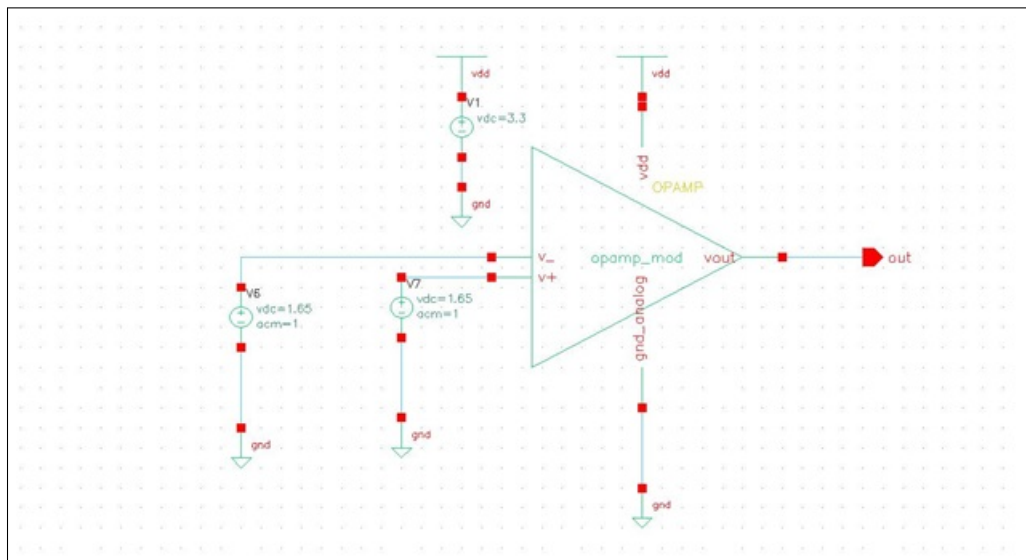 vdd
V1
vdc=3.3
gnd
vdd
vdd
OPAMP
v_
v+
opamp_mod
vout
out
gnd_analog
gnd
V6
vdc=1.65
acm=1
gnd
V7
vdc=1.65
acm=1
gnd